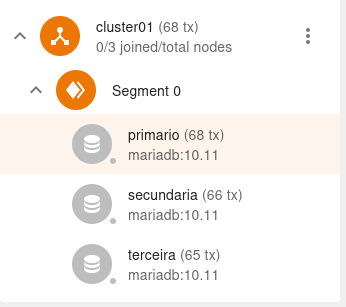 cluster01 (68 tx)
0/3 joined/total nodes
Segment 0
primario (68 tx)
mariadb:10.11
secundaria (66 tx)
mariadb:10.11
terceira (65 tx)
mariadb:10.11